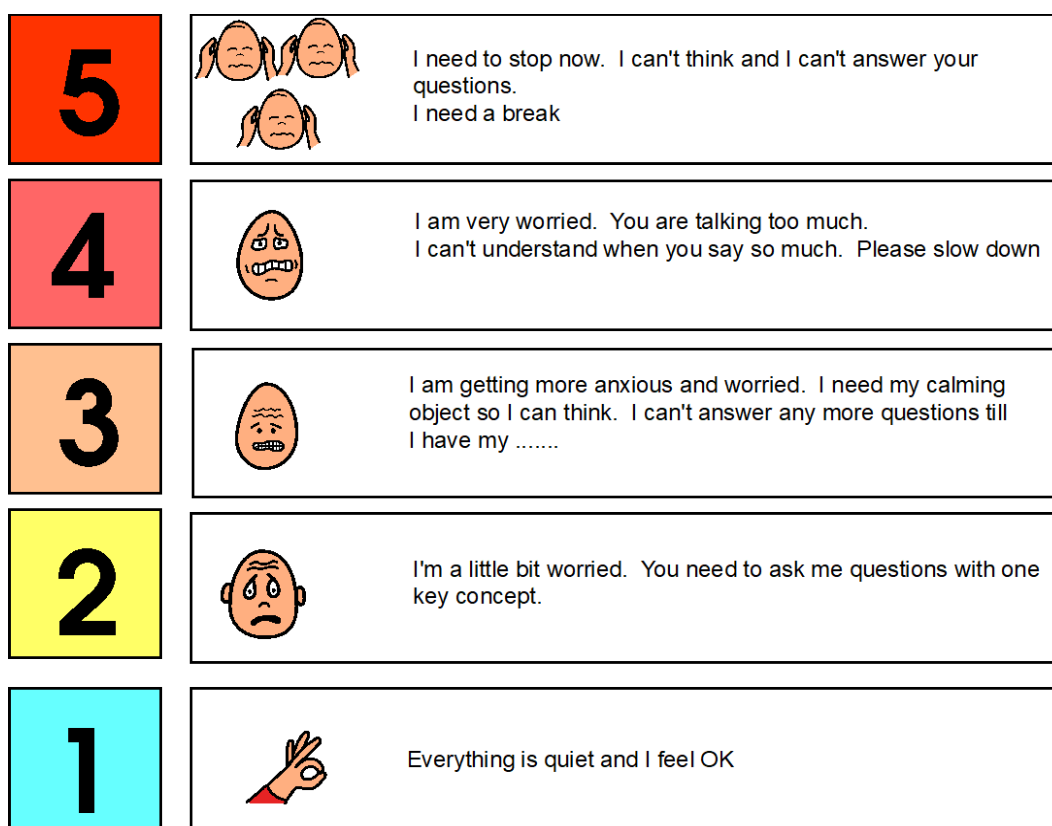 5
I need to stop now.  I can't think and I can't answer your
questions.
I need a break
4
I am very worried.  You are talking too much.
I can't understand when you say so much.  Please slow down
3
I am getting more anxious and worried.  I need my calming
object so I can think.  I can't answer any more questions till
I have my .......
2
I'm a little bit worried.  You need to ask me questions with one
key concept.
1
Everything is quiet and I feel OK